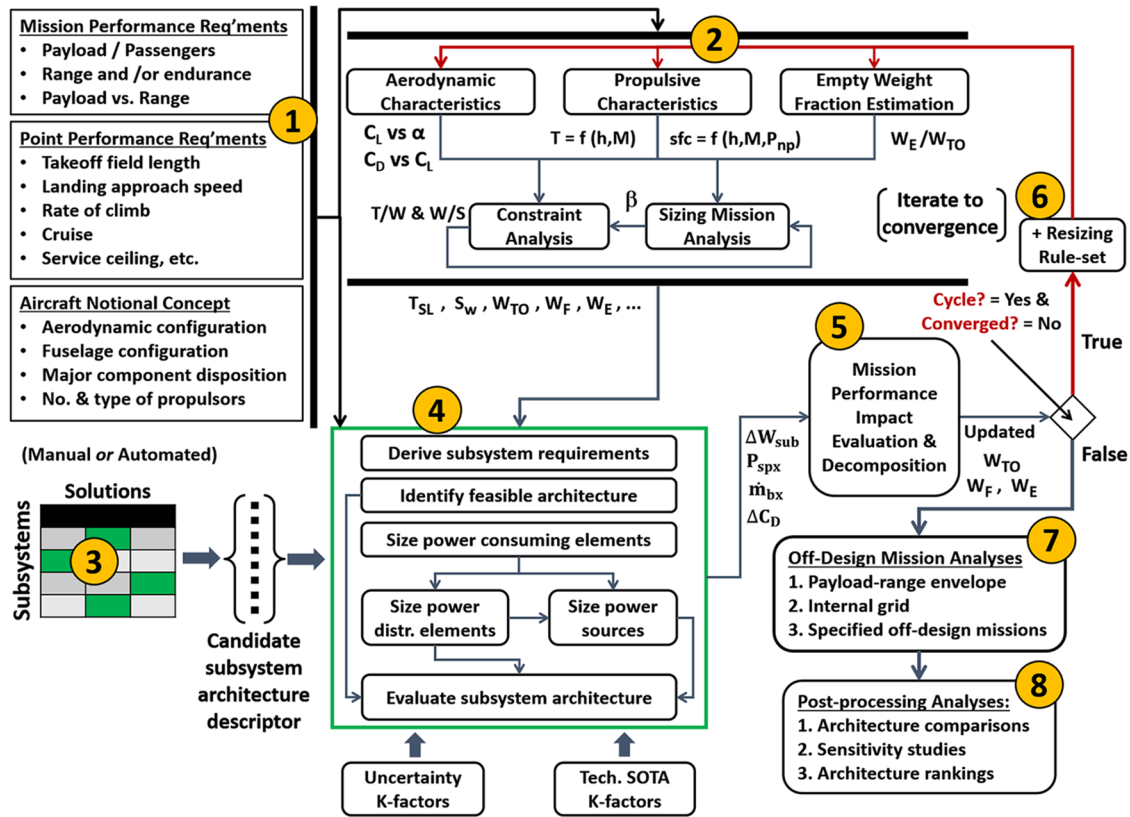 Mission Performance Req'ments
• Payload / Passengers
• Range and /or endurance
• Payload vs. Range
1
Point Performance Req'ments
• Takeoff field length
• Landing approach speed
• Rate of climb
• Cruise
• Service ceiling, etc.
Aircraft Notional Concept
• Aerodynamic configuration
• Fuselage configuration
• Major component disposition
• No. & type of propulsors
2
Aerodynamic
Characteristics
Propulsive
Characteristics
Empty Weight
Fraction Estimation
C_L vs α
C_D vs C_L
T = f (h,M)
sfc = f (h,M,P_np)
W_E/W_TO
T/W & W/S
Constraint
Analysis
β
Sizing Mission
Analysis
Iterate to
convergence
6
+ Resizing
Rule-set
T_SL , S_w , W_TO , W_F , W_E , ...
Cycle? = Yes &
Converged? = No
True
False
5
Mission
Performance
Impact
Evaluation &
Decomposition
Updated
W_TO
W_F , W_E
ΔW_sub
P_spx
ṁ_bx
ΔC_D
4
Derive subsystem requirements
Identify feasible architecture
Size power consuming elements
Size power
distr. elements
Size power
sources
Evaluate subsystem architecture
(Manual or Automated)
Solutions
Subsystems
3
Candidate
subsystem
architecture
descriptor
Uncertainty
K-factors
Tech. SOTA
K-factors
7
Off-Design Mission Analyses
1. Payload-range envelope
2. Internal grid
3. Specified off-design missions
8
Post-processing Analyses:
1. Architecture comparisons
2. Sensitivity studies
3. Architecture rankings